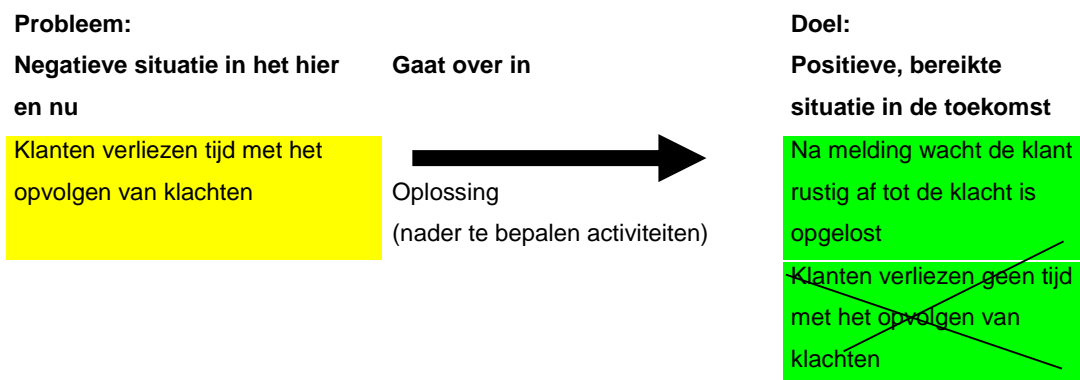 Probleem:
Negatieve situatie in het hier
en nu
Klanten verliezen tijd met het
opvolgen van klachten
Gaat over in
Oplossing
(nader te bepalen activiteiten)
Doel:
Positieve, bereikte
situatie in de toekomst
Na melding wacht de klant
rustig af tot de klacht is
opgelost
Klanten verliezen geen tijd
met het opvolgen van
klachten